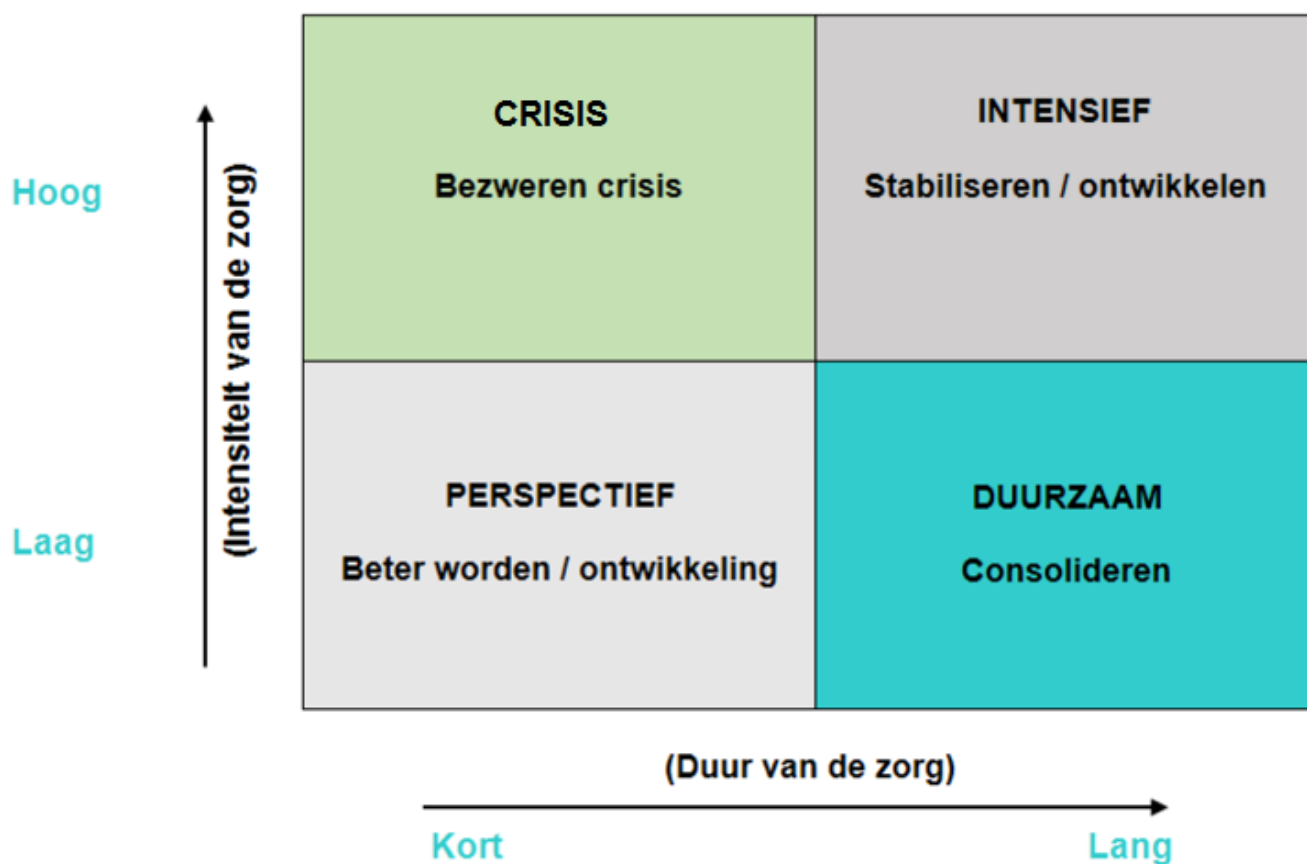 CRISIS
Bezweren crisis
INTENSIEF
Stabiliseren / ontwikkelen
Hoog
(Intensiteit van de zorg)
Laag
PERSPECTIEF
Beter worden / ontwikkeling
DUURZAAM
Consolideren
(Duur van de zorg)
Kort
Lang